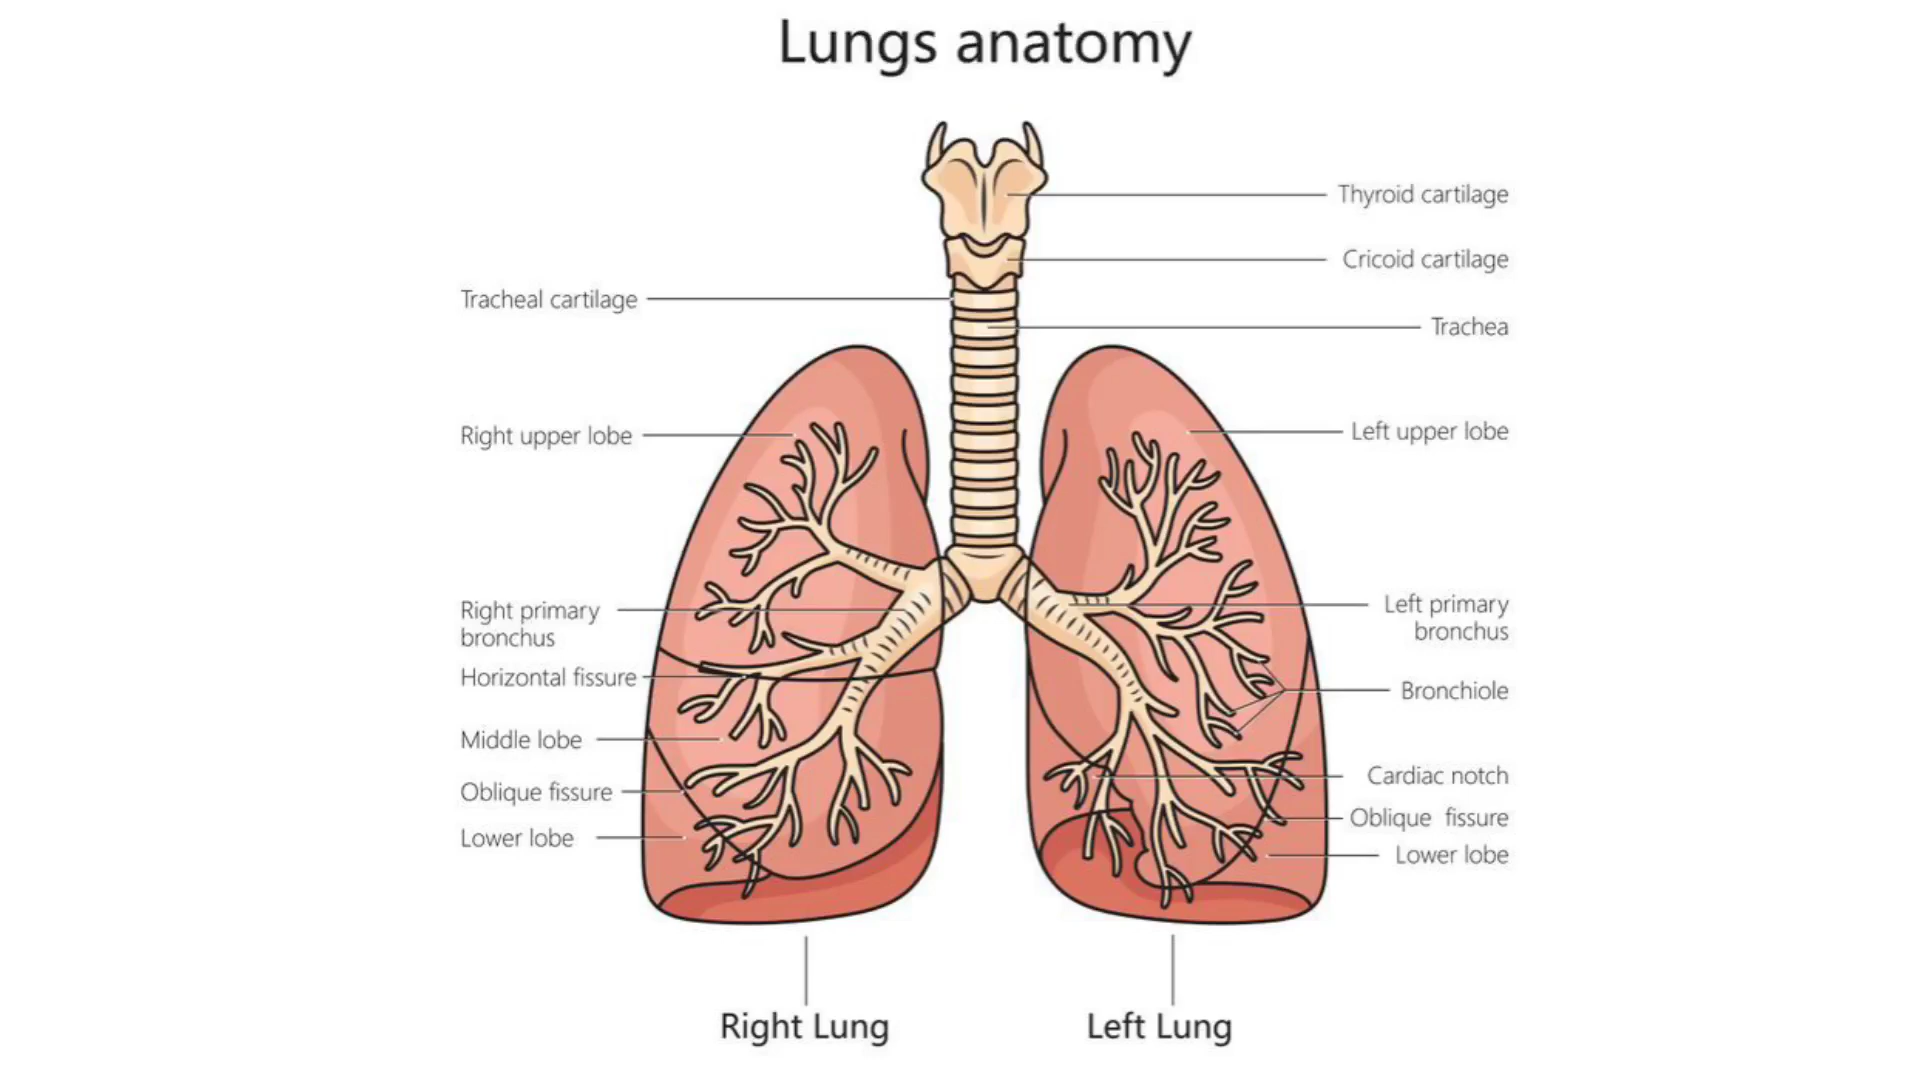 Lungs anatomy
Thyroid cartilage
Cricoid cartilage
Tracheal cartilage
Trachea
Right upper lobe
Left upper lobe
Right primary
bronchus
Left primary
bronchus
Horizontal fissure
Bronchiole
Middle lobe
Cardiac notch
Oblique fissure
Oblique fissure
Lower lobe
Lower lobe
Right Lung
Left Lung